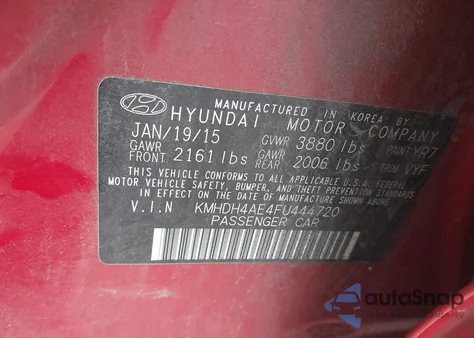 MANUFACTURED IN KOREA BY
HYUNDAI MOTOR COMPANY
JAN/19/15 GVWR 3880 lbs PAINT YR7
GAWR FRONT 2161 lbs GAWR REAR 2006 lbs TRIM VYF
THIS VEHICLE CONFORMS TO ALL APPLICABLE U.S. FEDERAL
MOTOR VEHICLE SAFETY, BUMPER, AND THEFT PREVENTION
STANDARDS IN EFFECT ON THE DATE OF MANUFACTURE SHOWN ABOVE.
V.I.N KMHDH4AE4FU444720
PASSENGER CAR
autoSnap